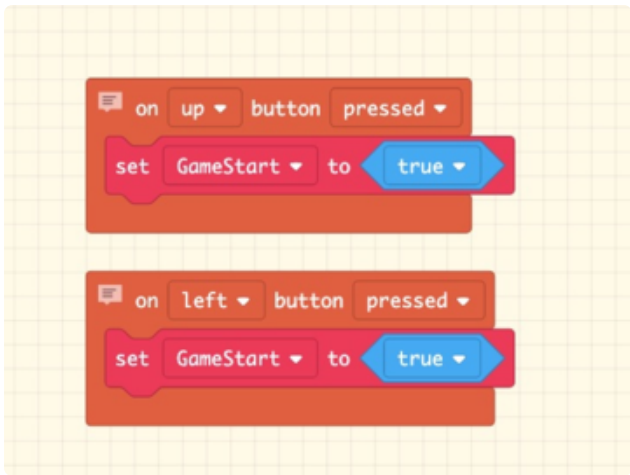 on up button pressed
set GameStart to true
on left button pressed
set GameStart to true